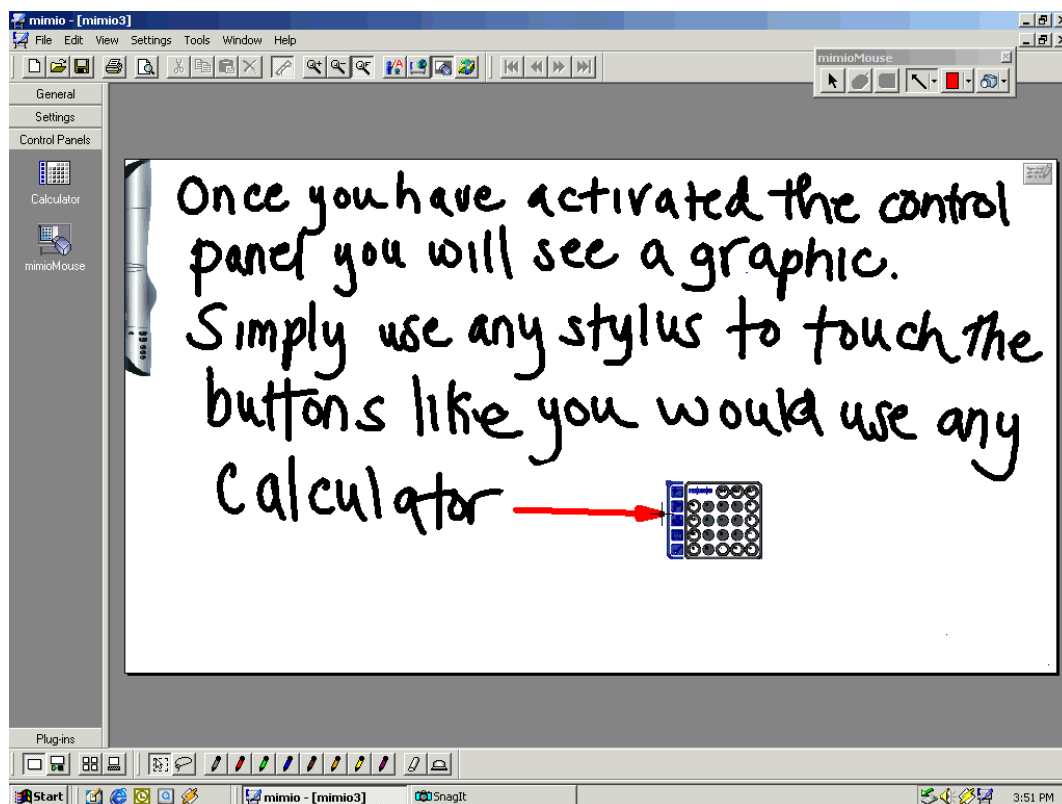 mimio - [mimio3]
File Edit View Settings Tools Window Help
mimioMouse
General
Settings
Control Panels
Calculator
mimioMouse
Once you have activated the control
panel you will see a graphic.
Simply use any stylus to touch the
buttons like you would use any
Calculator
Plug-ins
Start mimio - [mimio3] SnagIt 3:51 PM